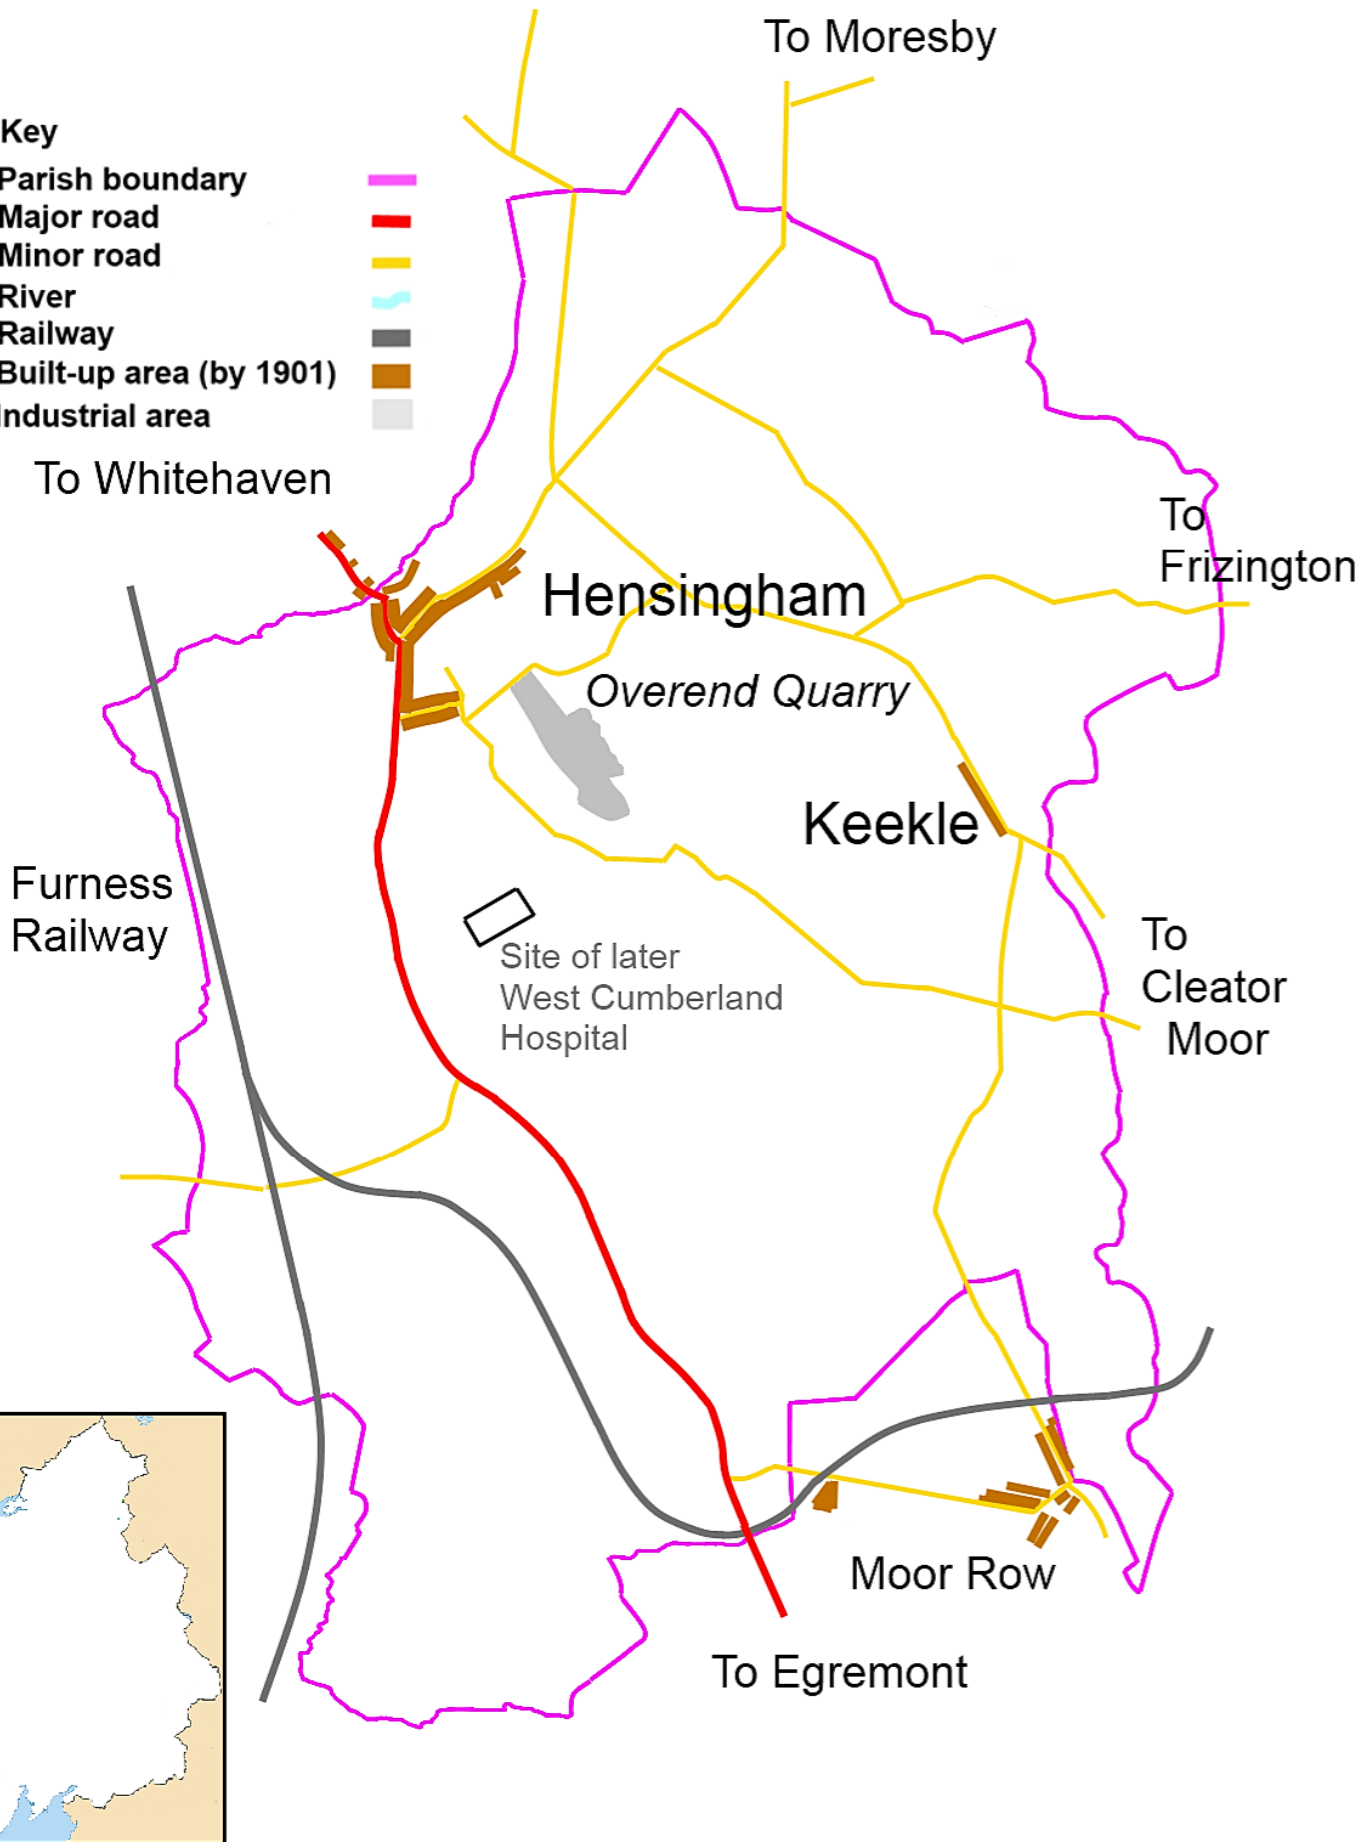 To Moresby
Key
Parish boundary
Major road
Minor road
River
Railway
Built-up area (by 1901)
Industrial area
To Whitehaven
To
Frizington
Hensingham
Overend Quarry
Keekle
Furness
Railway
To
Cleator
Moor
Site of later
West Cumberland
Hospital
Moor Row
To Egremont